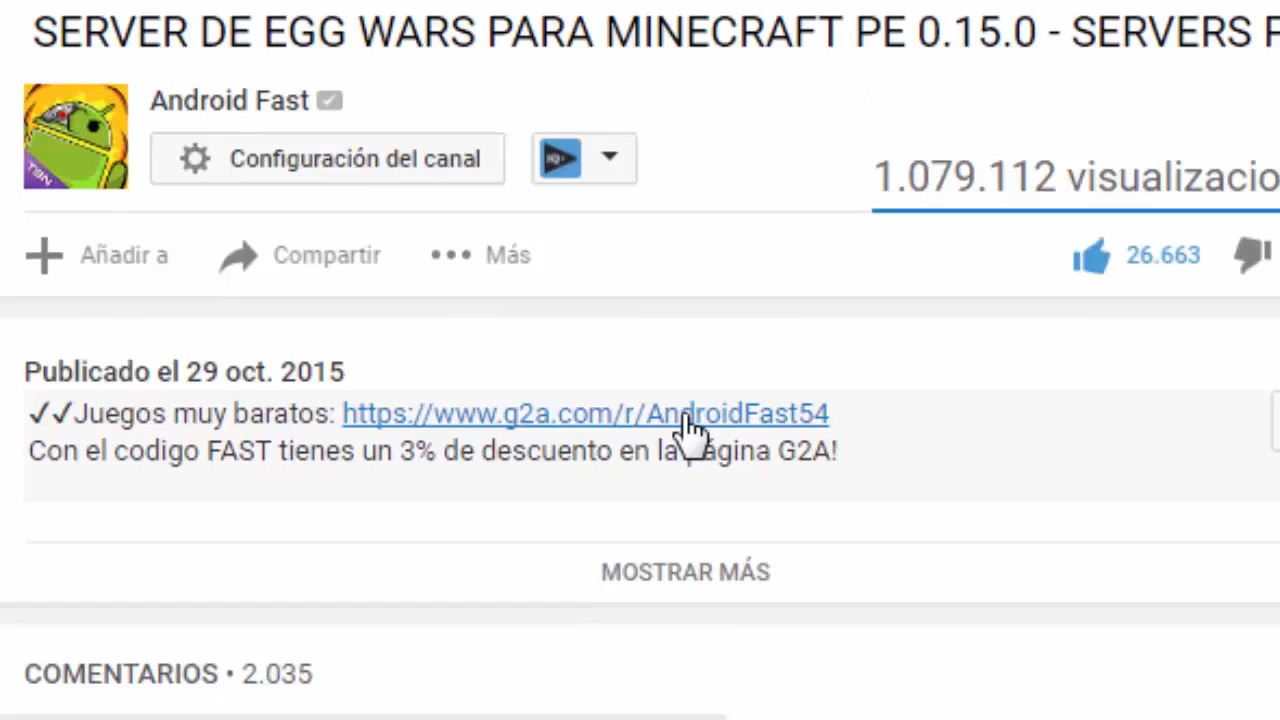 SERVER DE EGG WARS PARA MINECRAFT PE 0.15.0 - SERVERS
Android Fast
TGN
Configuración del canal
1.079.112 visualizacio
Añadir a
Compartir
Más
26.663
Publicado el 29 oct. 2015
✓✓Juegos muy baratos: https://www.g2a.com/r/AndroidFast54
Con el codigo FAST tienes un 3% de descuento en la página G2A!
MOSTRAR MÁS
COMENTARIOS • 2.035